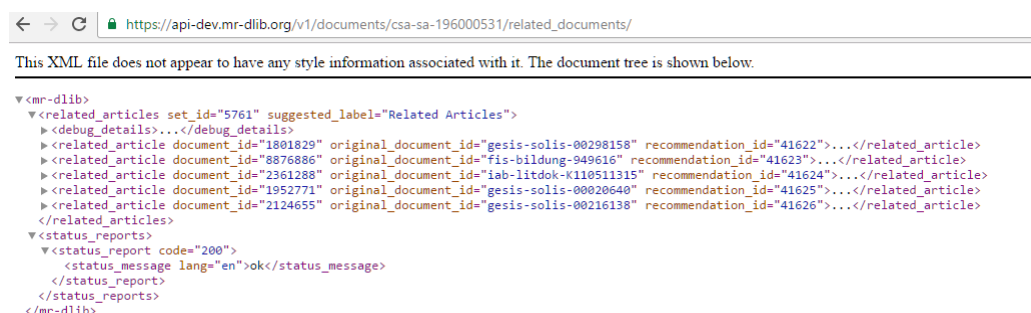 https://api-dev.mr-dlib.org/v1/documents/csa-sa-196000531/related_documents/
This XML file does not appear to have any style information associated with it. The document tree is shown below.
▼<mr-dlib>
▼<related_articles set_id="5761" suggested_label="Related Articles">
▶<debug_details>...</debug_details>
▶<related_article document_id="1801829" original_document_id="gesis-solis-00298158" recommendation_id="41622">...</related_article>
▶<related_article document_id="8876886" original_document_id="fis-bildung-949616" recommendation_id="41623">...</related_article>
▶<related_article document_id="2361288" original_document_id="iab-litdok-K110511315" recommendation_id="41624">...</related_article>
▶<related_article document_id="1952771" original_document_id="gesis-solis-00020640" recommendation_id="41625">...</related_article>
▶<related_article document_id="2124655" original_document_id="gesis-solis-00216138" recommendation_id="41626">...</related_article>
</related_articles>
▼<status_reports>
▼<status_report code="200">
<status_message lang="en">ok</status_message>
</status_report>
</status_reports>
</mr-dlib>